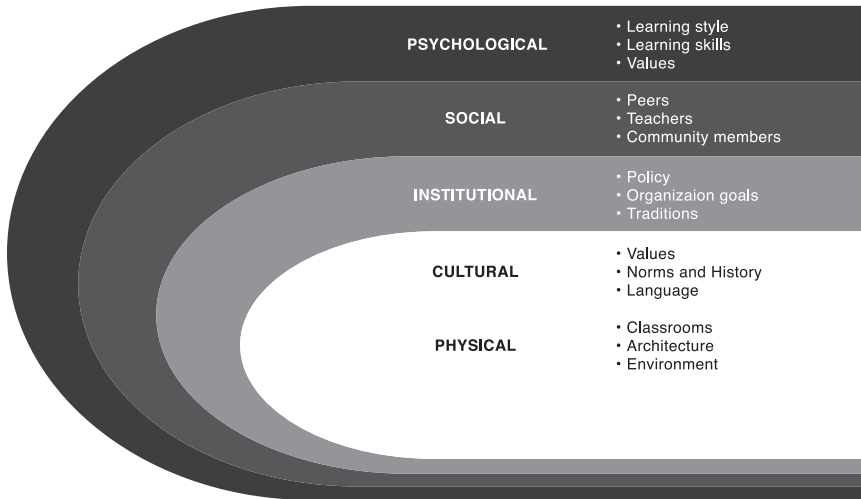 PSYCHOLOGICAL
• Learning style
• Learning skills
• Values
SOCIAL
• Peers
• Teachers
• Community members
INSTITUTIONAL
• Policy
• Organizaion goals
• Traditions
CULTURAL
• Values
• Norms and History
• Language
PHYSICAL
• Classrooms
• Architecture
• Environment